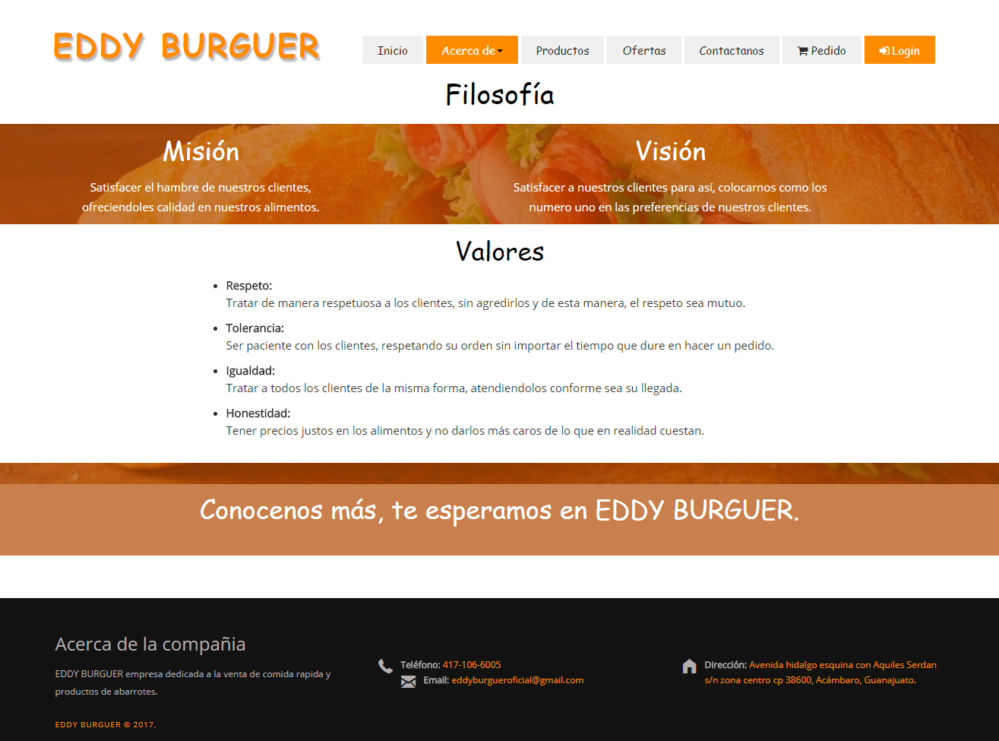 EDDY BURGUER
Inicio
Acerca de
Productos
Ofertas
Contactanos
Pedido
Login
Filosofía
Misión
Satisfacer el hambre de nuestros clientes,
ofreciendoles calidad en nuestros alimentos.
Visión
Satisfacer a nuestros clientes para así, colocarnos como los
numero uno en las preferencias de nuestros clientes.
Valores
Respeto:
Tratar de manera respetuosa a los clientes, sin agredirlos y de esta manera, el respeto sea mutuo.
Tolerancia:
Ser paciente con los clientes, respetando su orden sin importar el tiempo que dure en hacer un pedido.
Igualdad:
Tratar a todos los clientes de la misma forma, atendiendolos conforme sea su llegada.
Honestidad:
Tener precios justos en los alimentos y no darlos más caros de lo que en realidad cuestan.
Conocenos más, te esperamos en EDDY BURGUER.
Acerca de la compañia
EDDY BURGUER empresa dedicada a la venta de comida rapida y
productos de abarrotes.
EDDY BURGUER © 2017.
Teléfono: 417-106-6005
Email: eddyburgueroficial@gmail.com
Dirección: Avenida hidalgo esquina con Aquiles Serdan
s/n zona centro cp 38600, Acámbaro, Guanajuato.